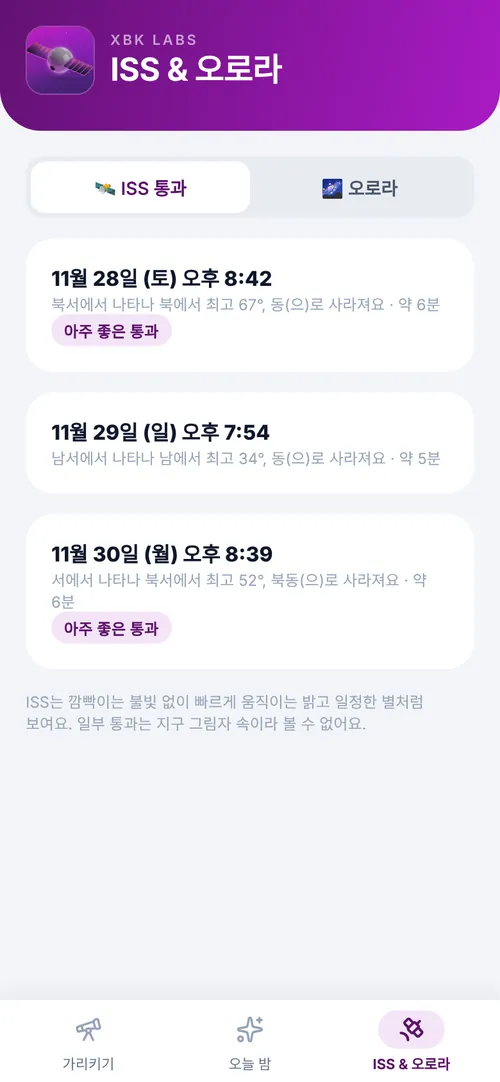 XBK LABS
ISS & 오로라
ISS 통과
오로라
11월 28일 (토) 오후 8:42
북서에서 나타나 북에서 최고 67°, 동(으)로 사라져요 · 약 6분
아주 좋은 통과
11월 29일 (일) 오후 7:54
남서에서 나타나 남에서 최고 34°, 동(으)로 사라져요 · 약 5분
11월 30일 (월) 오후 8:39
서에서 나타나 북서에서 최고 52°, 북동(으)로 사라져요 · 약
6분
아주 좋은 통과
ISS는 깜빡이는 불빛 없이 빠르게 움직이는 밝고 일정한 별처럼
보여요. 일부 통과는 지구 그림자 속이라 볼 수 없어요.
가리키기
오늘 밤
ISS & 오로라